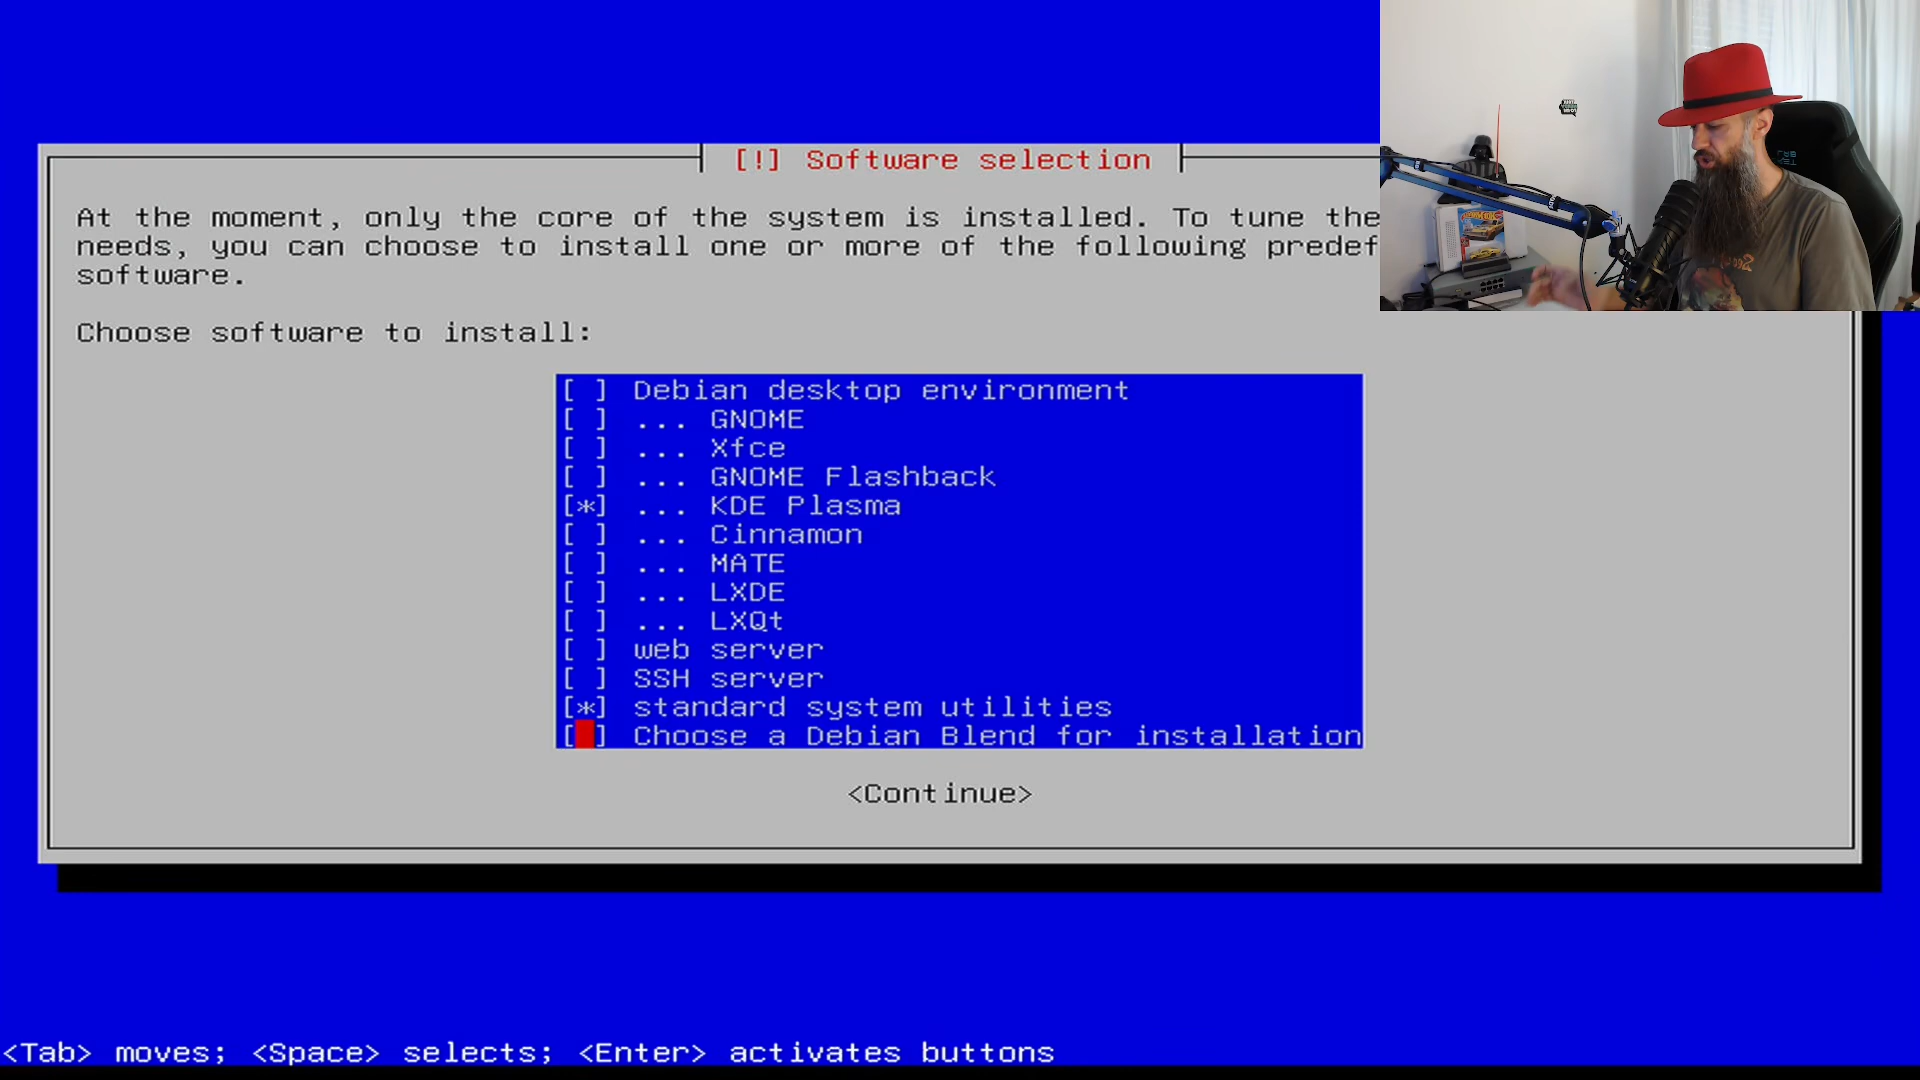 [!] Software selection
At the moment, only the core of the system is installed. To tune the
needs, you can choose to install one or more of the following predef
software.
Choose software to install:
[ ] Debian desktop environment
[ ] ... GNOME
[ ] ... Xfce
[ ] ... GNOME Flashback
[*] ... KDE Plasma
[ ] ... Cinnamon
[ ] ... MATE
[ ] ... LXDE
[ ] ... LXQt
[ ] web server
[ ] SSH server
[*] standard system utilities
[ ] Choose a Debian Blend for installation
<Continue>
<Tab> moves; <Space> selects; <Enter> activates buttons